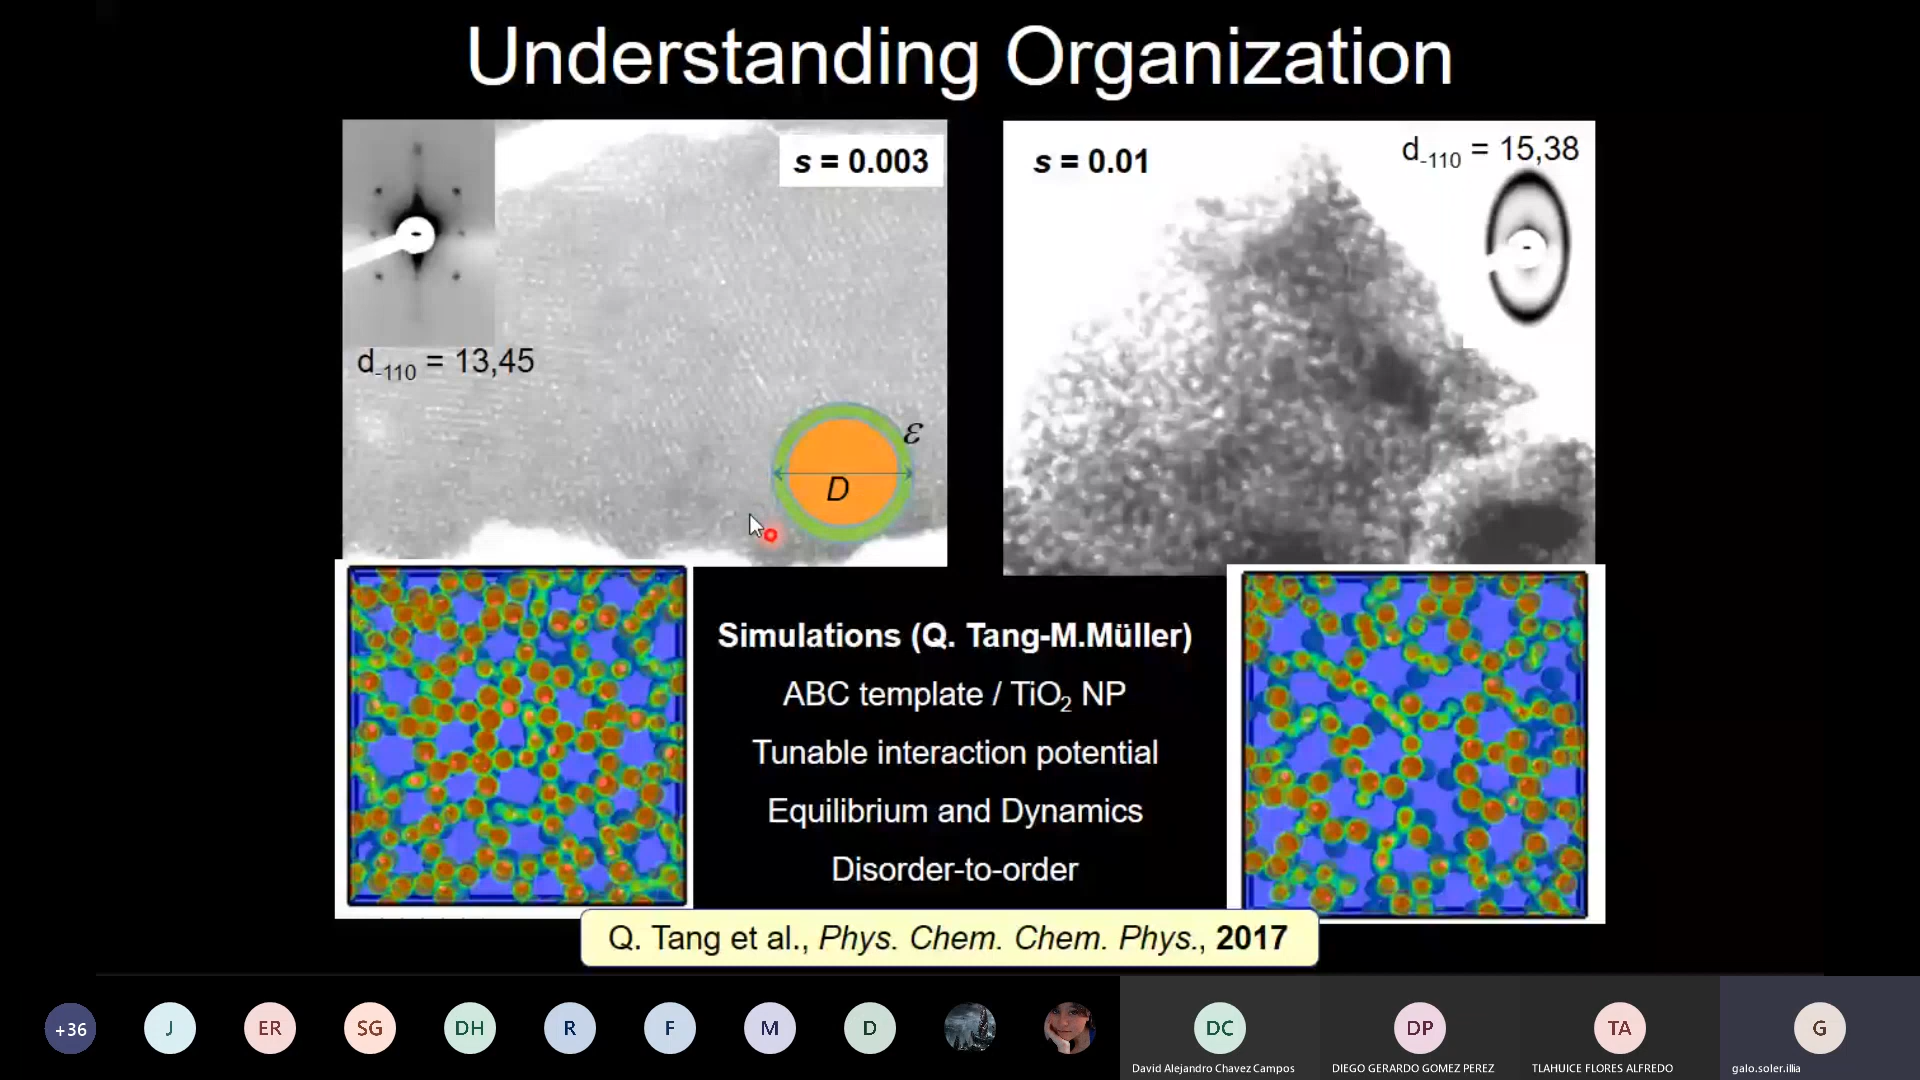 Understanding Organization
s = 0.003
d-110 = 13,45
ε
D
s = 0.01
d-110 = 15,38
Simulations (Q. Tang-M.Müller)
ABC template / TiO2 NP
Tunable interaction potential
Equilibrium and Dynamics
Disorder-to-order
Q. Tang et al., Phys. Chem. Chem. Phys., 2017
+36
J
ER
SG
DH
R
F
M
D
DC
DP
TA
G
David Alejandro Chavez Campos
DIEGO GERARDO GOMEZ PEREZ
TLAHUICE FLORES ALFREDO
galo.soler.illia